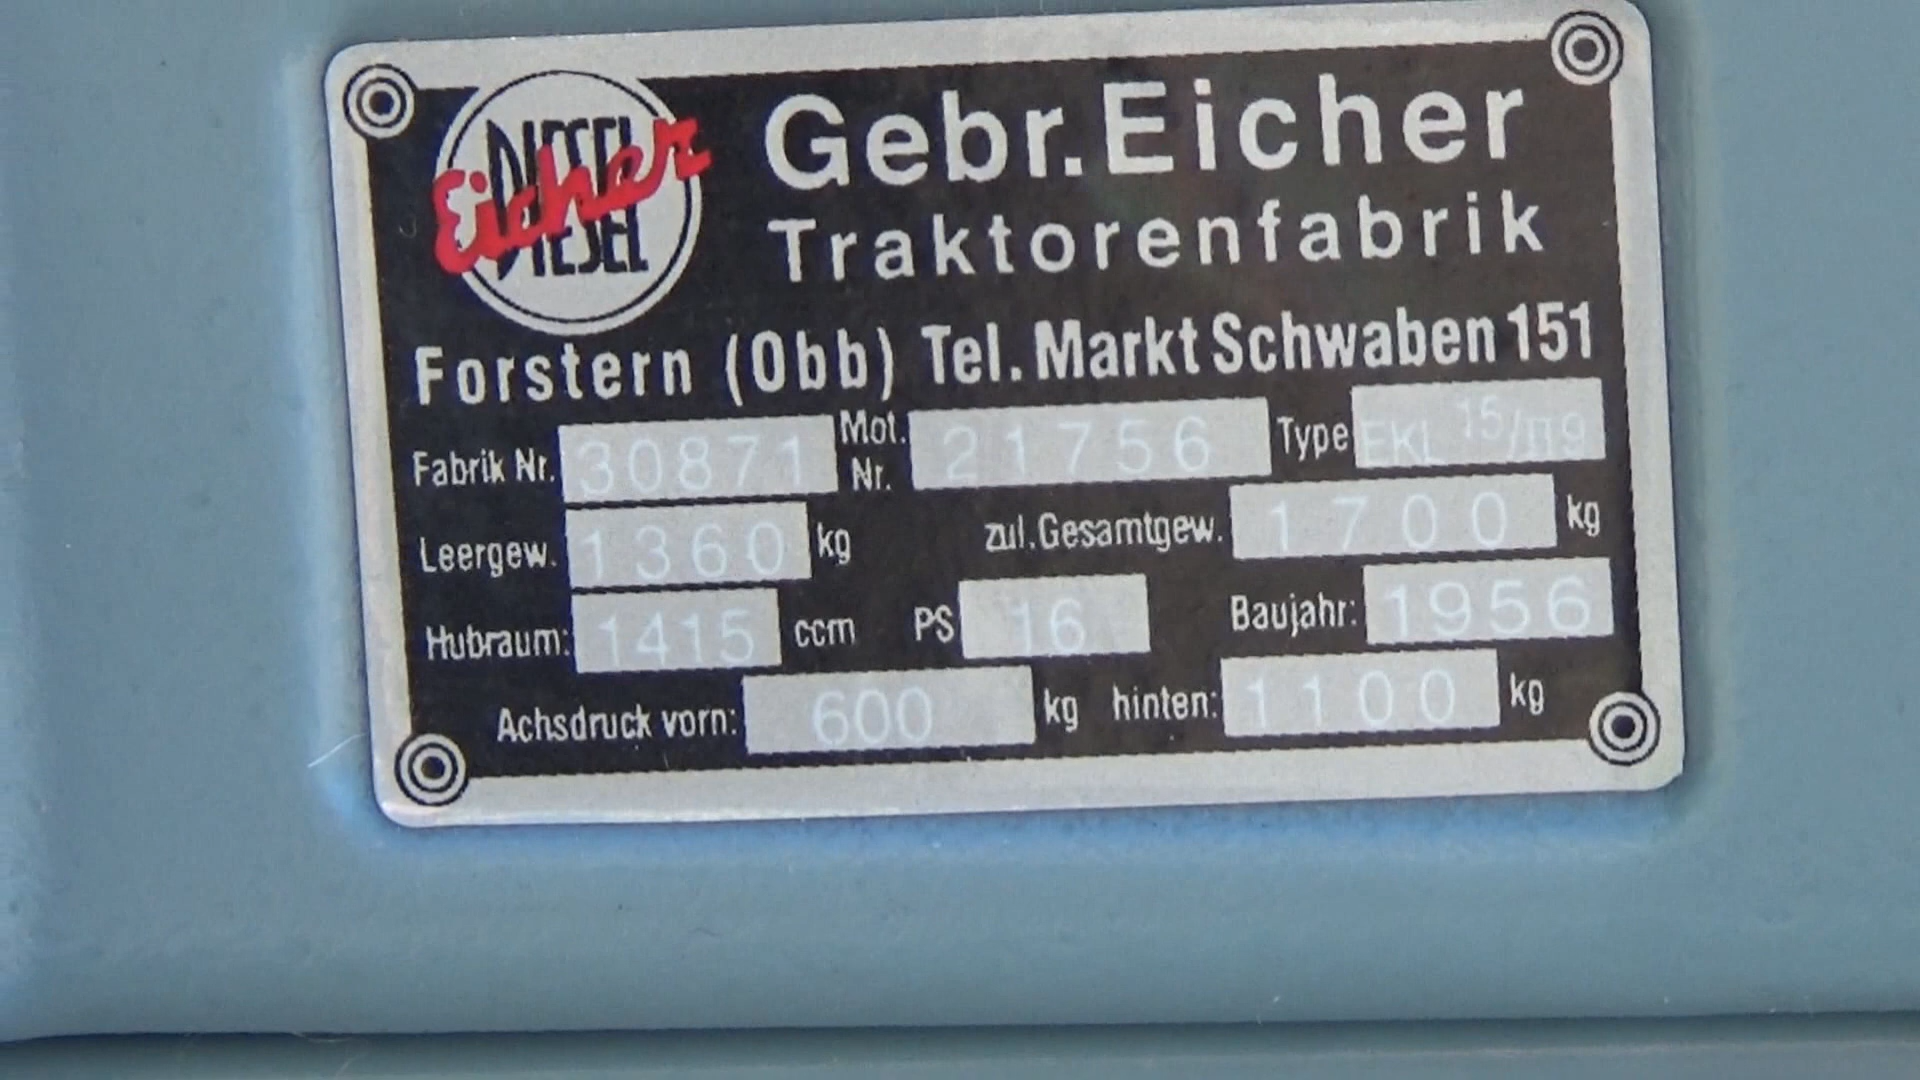 DIESEL
Eicher
DIESEL
Gebr. Eicher
Traktorenfabrik
Forstern (Obb) Tel. Markt Schwaben 151
Fabrik Nr. 30871 Mot. Nr. 21756 Type EKL 15/II9
Leergew. 1360 kg zul. Gesamtgew. 1700 kg
Hubraum: 1415 ccm PS 16 Baujahr: 1956
Achsdruck vorn: 600 kg hinten: 1100 kg